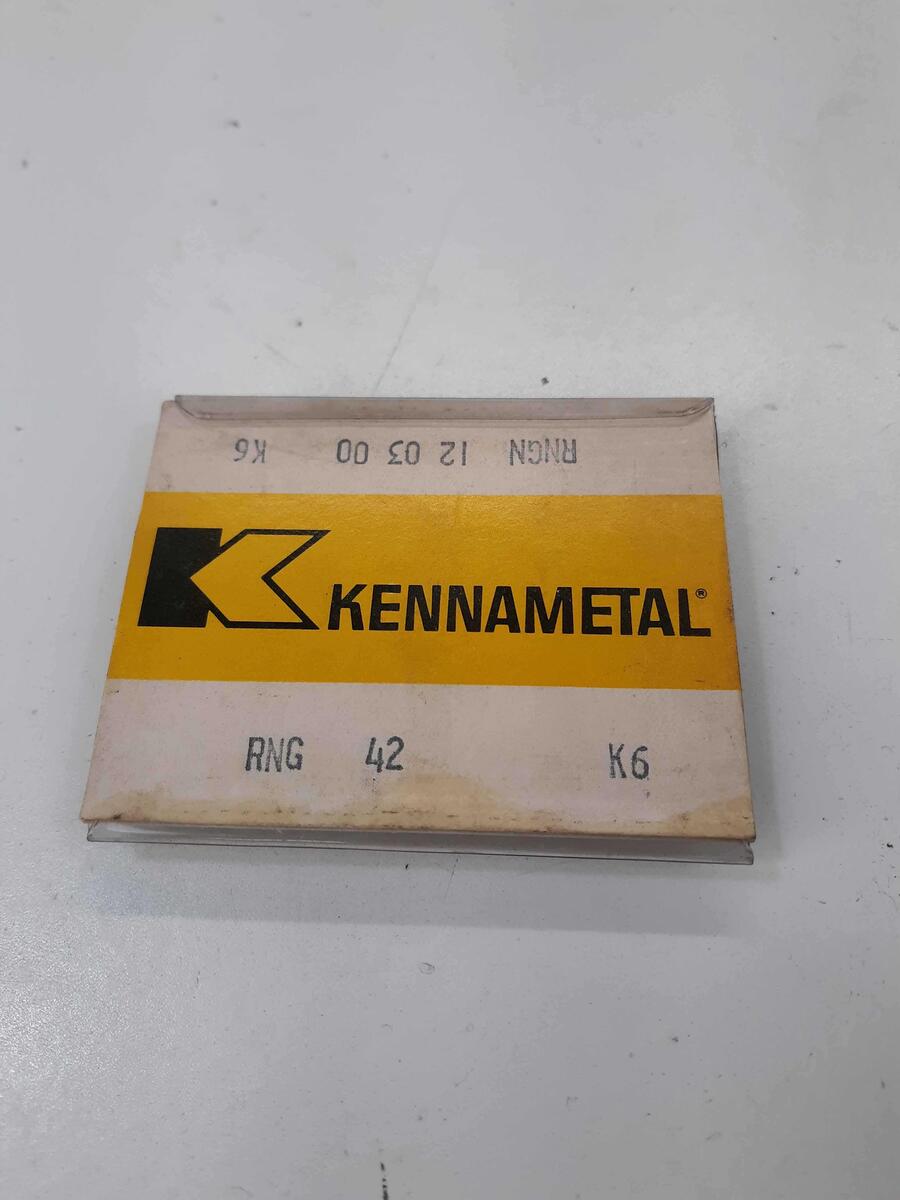 RNGN 12 03 00 K6
KENNAMETAL®
RNG 42 K6